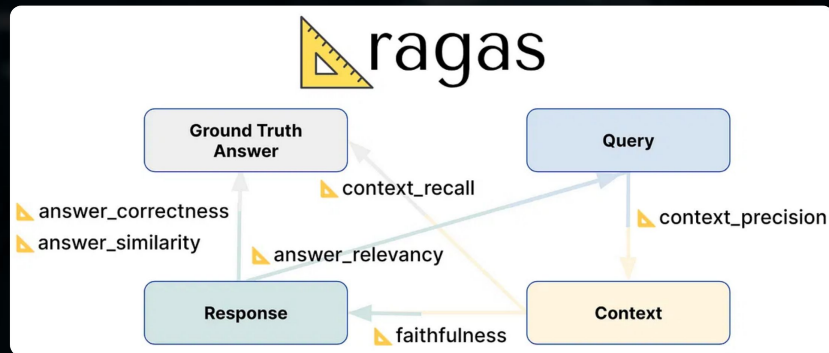 ragas
Ground Truth
Answer
Query
context_recall
answer_correctness
context_precision
answer_similarity
answer_relevancy
Response
Context
faithfulness